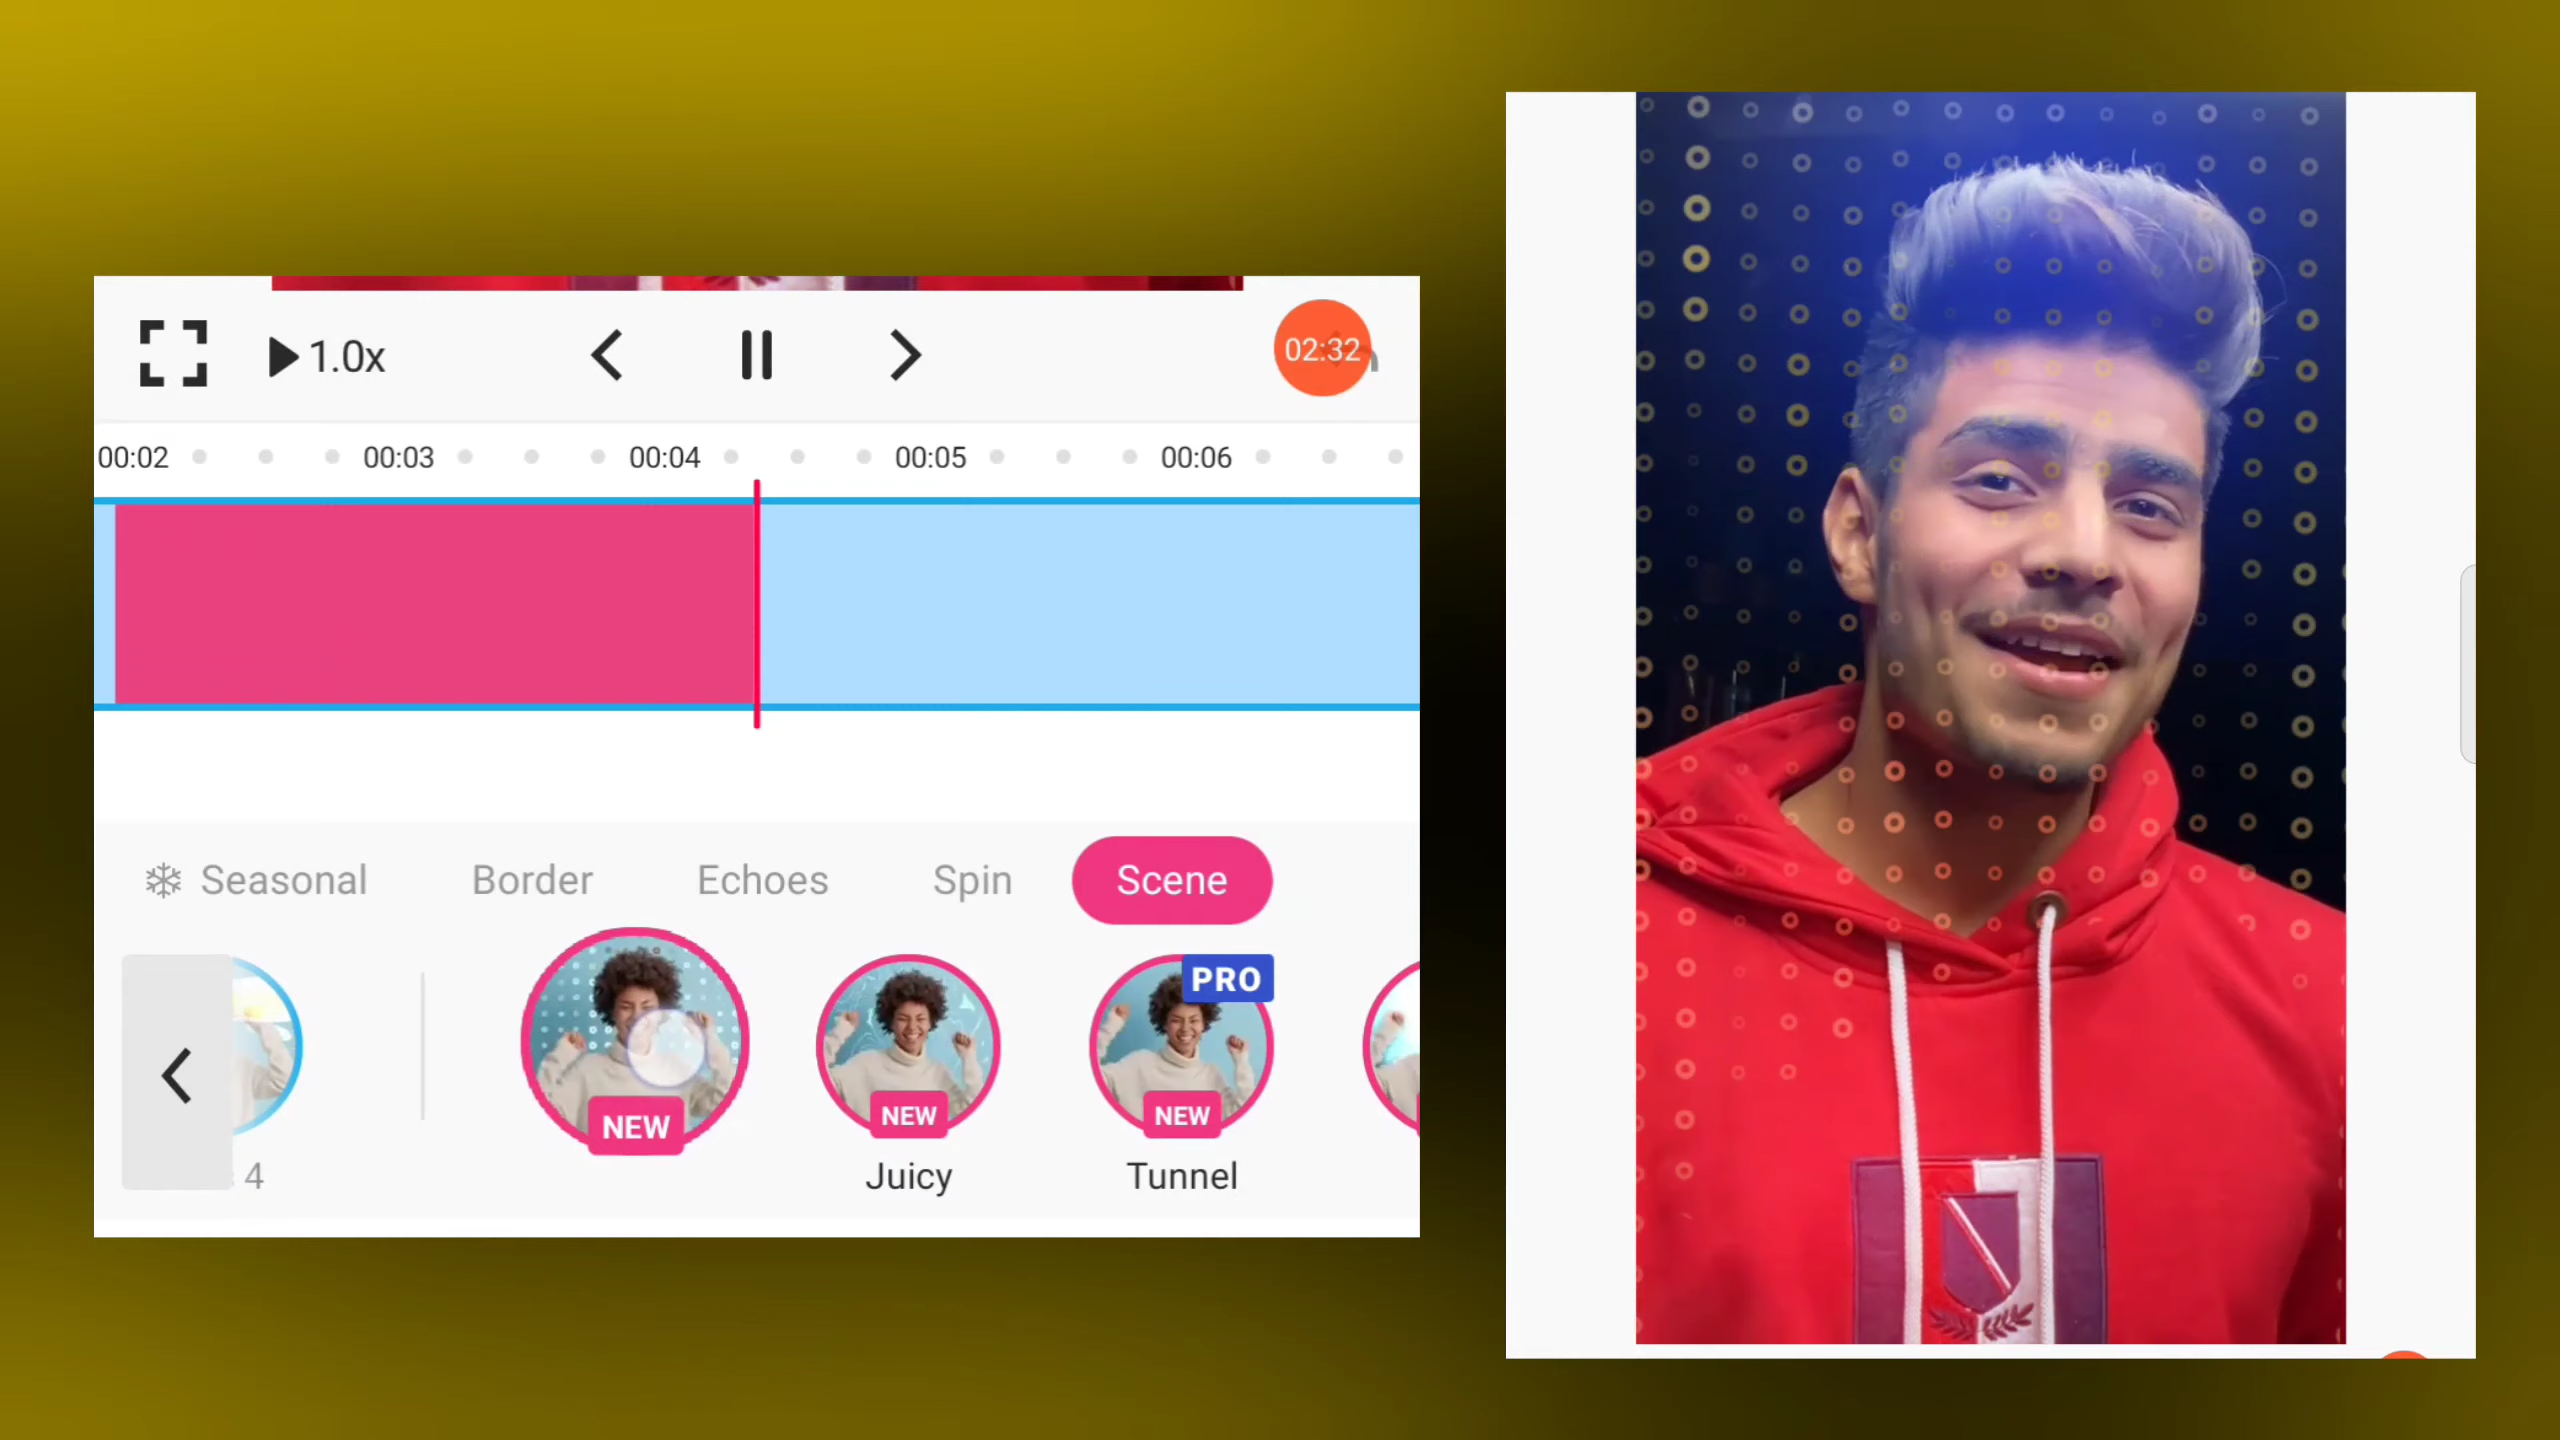 1.0x
02:32
00:02 00:03 00:04 00:05 00:06
Seasonal Border Echoes Spin Scene
PRO
NEW NEW NEW
4 Juicy Tunnel